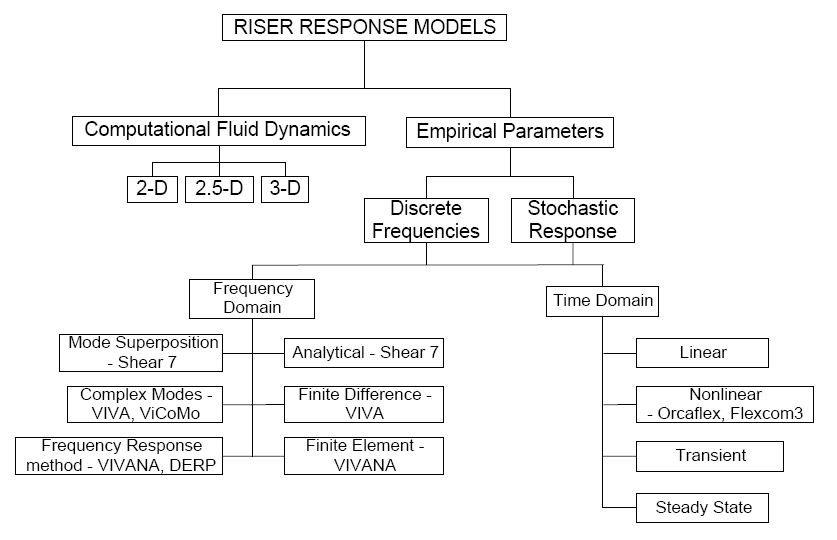 RISER RESPONSE MODELS
Computational Fluid Dynamics
Empirical Parameters
2-D
2.5-D
3-D
Discrete
Frequencies
Stochastic
Response
Frequency
Domain
Time Domain
Mode Superposition
- Shear 7
Analytical - Shear 7
Linear
Complex Modes -
VIVA, ViCoMo
Finite Difference -
VIVA
Nonlinear
- Orcaflex, Flexcom3
Frequency Response
method - VIVANA, DERP
Finite Element -
VIVANA
Transient
Steady State